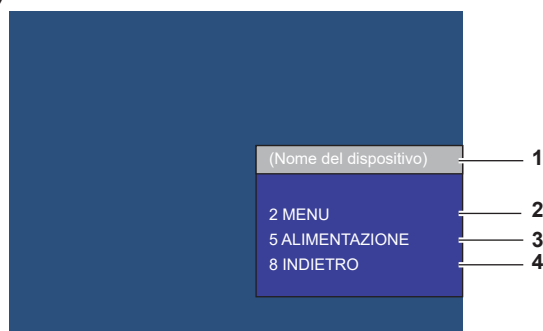 (Nome del dispositivo) 1
2 MENU 2
5 ALIMENTAZIONE 3
8 INDIETRO 4